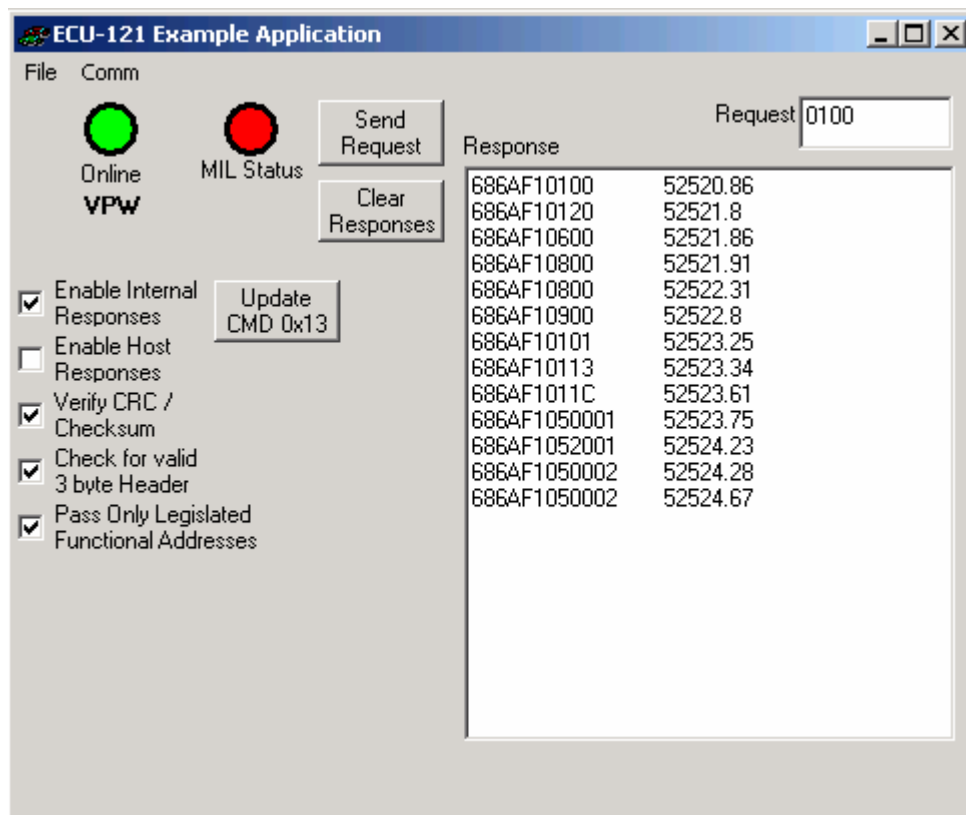 ECU-121 Example Application
File Comm
Online
VPW
MIL Status
Send
Request
Clear
Responses
Request 0100
Response
Enable Internal
Responses
Update
CMD 0x13
Enable Host
Responses
Verify CRC /
Checksum
Check for valid
3 byte Header
Pass Only Legislated
Functional Addresses
686AF10100 52520.86
686AF10120 52521.8
686AF10600 52521.86
686AF10800 52521.91
686AF10800 52522.31
686AF10900 52522.8
686AF10101 52523.25
686AF10113 52523.34
686AF1011C 52523.61
686AF1050001 52523.75
686AF1052001 52524.23
686AF1050002 52524.28
686AF1050002 52524.67